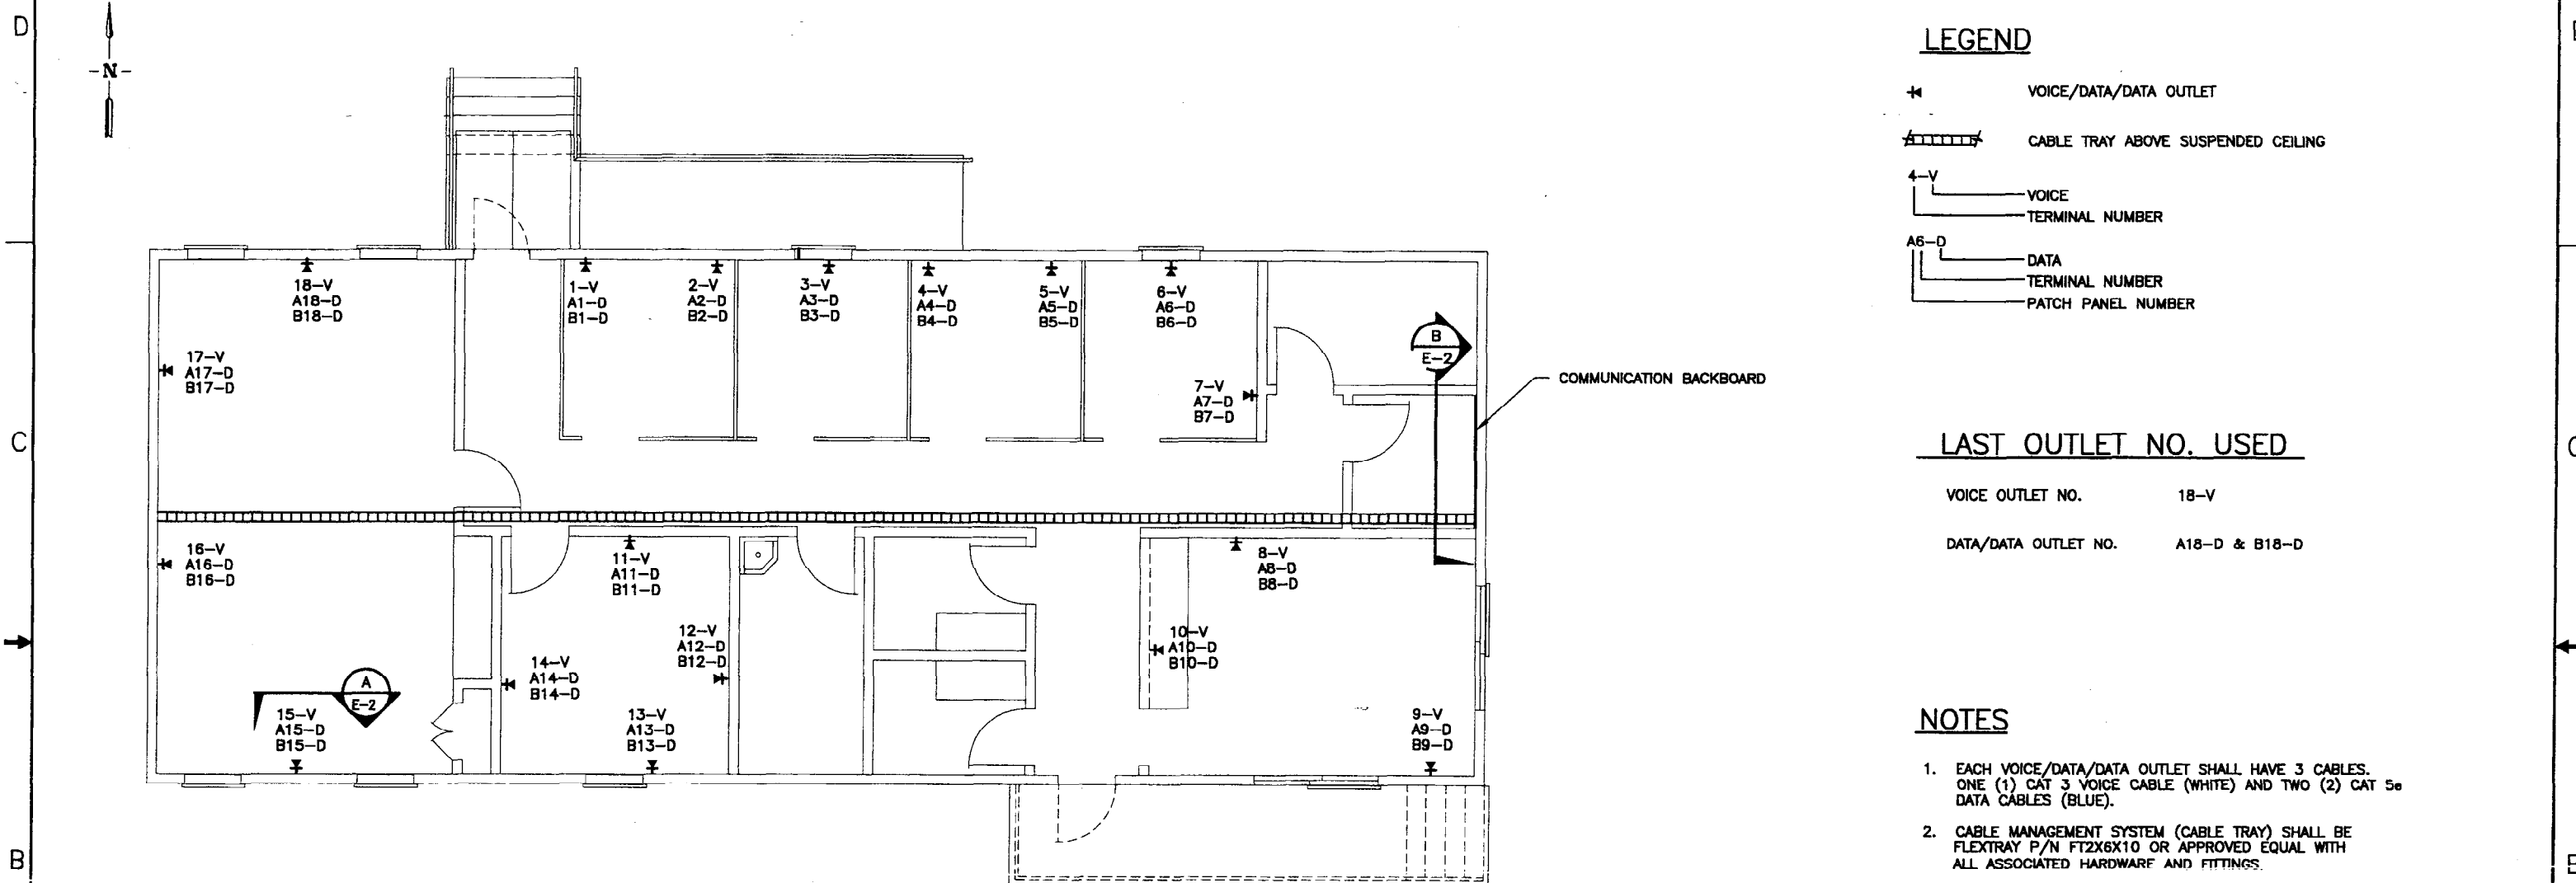 D
-N-
18-V
A18-D
B18-D
1-V
A1-D
B1-D
2-V
A2-D
B2-D
3-V
A3-D
B3-D
4-V
A4-D
B4-D
5-V
A5-D
B5-D
6-V
A6-D
B6-D
17-V
A17-D
B17-D
7-V
A7-D
B7-D
B
E-2
COMMUNICATION BACKBOARD
C
16-V
A16-D
B16-D
11-V
A11-D
B11-D
8-V
A8-D
B8-D
12-V
A12-D
B12-D
10-V
A10-D
B10-D
14-V
A14-D
B14-D
A
E-2
15-V
A15-D
B15-D
13-V
A13-D
B13-D
9-V
A9-D
B9-D
B
LEGEND
VOICE/DATA/DATA OUTLET
CABLE TRAY ABOVE SUSPENDED CEILING
4-V
VOICE
TERMINAL NUMBER
A6-D
DATA
TERMINAL NUMBER
PATCH PANEL NUMBER
LAST OUTLET NO. USED
VOICE OUTLET NO. 18-V
DATA/DATA OUTLET NO. A18-D & B18-D
NOTES
1. EACH VOICE/DATA/DATA OUTLET SHALL HAVE 3 CABLES.
ONE (1) CAT 3 VOICE CABLE (WHITE) AND TWO (2) CAT 5e
DATA CABLES (BLUE).
2. CABLE MANAGEMENT SYSTEM (CABLE TRAY) SHALL BE
FLEXTRAY P/N FT2X6X10 OR APPROVED EQUAL WITH
ALL ASSOCIATED HARDWARE AND FITTINGS.